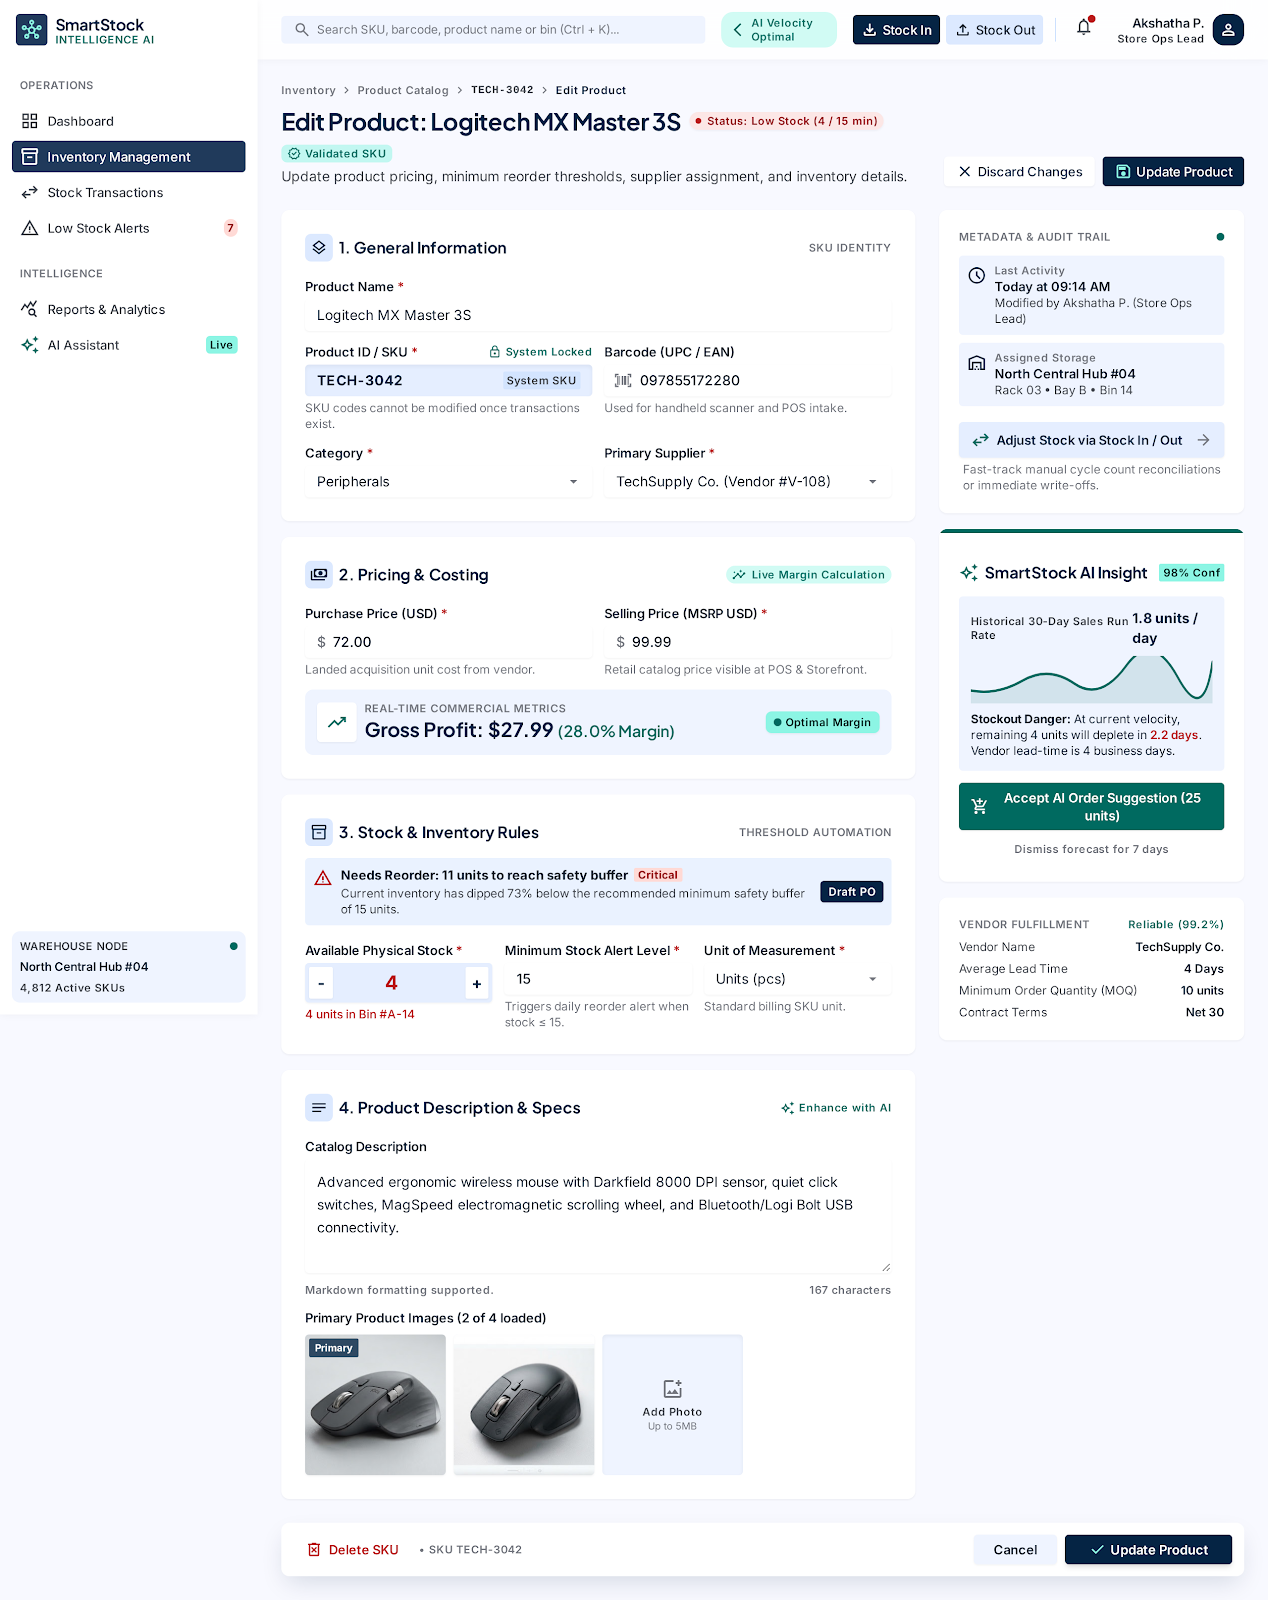 SmartStock
INTELLIGENCE AI
Search SKU, barcode, product name or bin (Ctrl + K)...
AI Velocity
Optimal
Stock In
Stock Out
Akshatha P.
Store Ops Lead
OPERATIONS
Dashboard
Inventory Management
Stock Transactions
Low Stock Alerts
7
INTELLIGENCE
Reports & Analytics
AI Assistant
Live
WAREHOUSE NODE
North Central Hub #04
4,812 Active SKUs
Inventory > Product Catalog > TECH-3042 > Edit Product
Edit Product: Logitech MX Master 3S
Status: Low Stock (4 / 15 min)
Validated SKU
Update product pricing, minimum reorder thresholds, supplier assignment, and inventory details.
Discard Changes
Update Product
1. General Information
SKU IDENTITY
Product Name *
Logitech MX Master 3S
Product ID / SKU *
System Locked
TECH-3042
System SKU
SKU codes cannot be modified once transactions
exist.
Barcode (UPC / EAN)
097855172280
Used for handheld scanner and POS intake.
Category *
Peripherals
Primary Supplier *
TechSupply Co. (Vendor #V-108)
2. Pricing & Costing
Live Margin Calculation
Purchase Price (USD) *
$ 72.00
Landed acquisition unit cost from vendor.
Selling Price (MSRP USD) *
$ 99.99
Retail catalog price visible at POS & Storefront.
REAL-TIME COMMERCIAL METRICS
Gross Profit: $27.99 (28.0% Margin)
Optimal Margin
3. Stock & Inventory Rules
THRESHOLD AUTOMATION
Needs Reorder: 11 units to reach safety buffer
Critical
Current inventory has dipped 73% below the recommended minimum safety buffer
of 15 units.
Draft PO
Available Physical Stock *
- 4 +
4 units in Bin #A-14
Minimum Stock Alert Level *
15
Triggers daily reorder alert when
stock ≤ 15.
Unit of Measurement *
Units (pcs)
Standard billing SKU unit.
4. Product Description & Specs
Enhance with AI
Catalog Description
Advanced ergonomic wireless mouse with Darkfield 8000 DPI sensor, quiet click
switches, MagSpeed electromagnetic scrolling wheel, and Bluetooth/Logi Bolt USB
connectivity.
Markdown formatting supported.
167 characters
Primary Product Images (2 of 4 loaded)
Primary
Add Photo
Up to 5MB
METADATA & AUDIT TRAIL
Last Activity
Today at 09:14 AM
Modified by Akshatha P. (Store Ops
Lead)
Assigned Storage
North Central Hub #04
Rack 03 • Bay B • Bin 14
Adjust Stock via Stock In / Out
Fast-track manual cycle count reconciliations
or immediate write-offs.
SmartStock AI Insight
98% Conf
Historical 30-Day Sales Run
Rate
1.8 units /
day
Stockout Danger: At current velocity,
remaining 4 units will deplete in 2.2 days.
Vendor lead-time is 4 business days.
Accept AI Order Suggestion (25
units)
Dismiss forecast for 7 days
VENDOR FULFILLMENT
Reliable (99.2%)
Vendor Name
TechSupply Co.
Average Lead Time
4 Days
Minimum Order Quantity (MOQ)
10 units
Contract Terms
Net 30
Delete SKU
• SKU TECH-3042
Cancel
Update Product